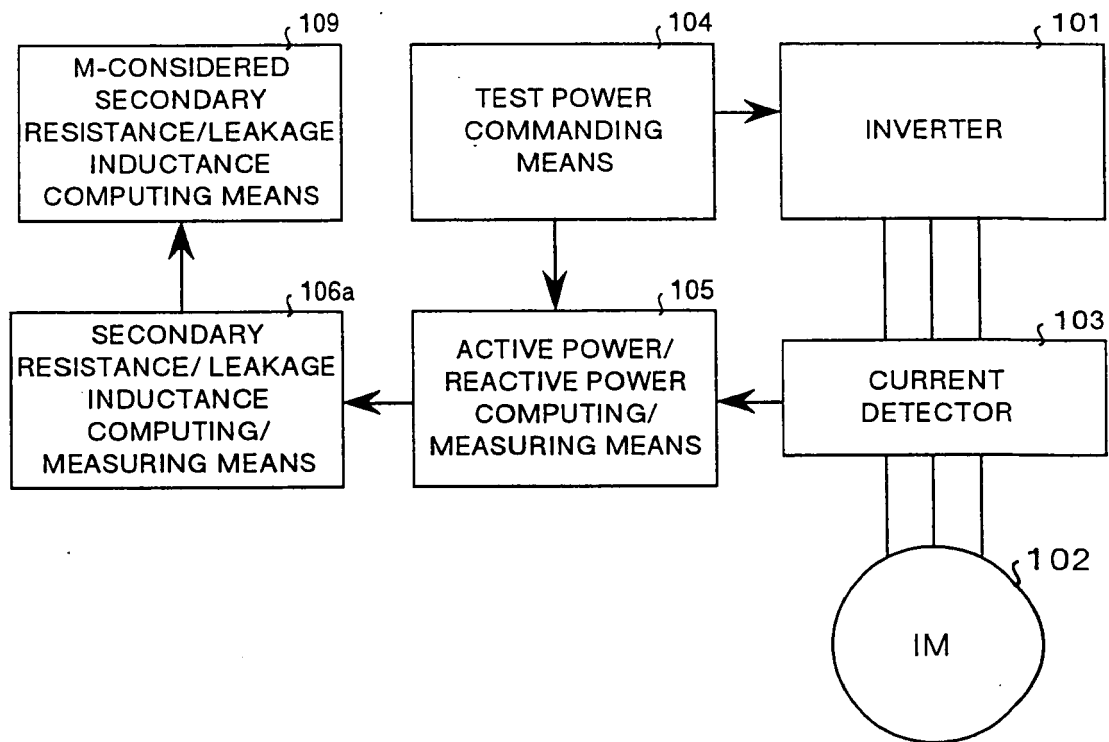 109
M-CONSIDERED
SECONDARY
RESISTANCE/LEAKAGE
INDUCTANCE
COMPUTING MEANS
104
TEST POWER
COMMANDING
MEANS
101
INVERTER
106a
SECONDARY
RESISTANCE/ LEAKAGE
INDUCTANCE
COMPUTING/
MEASURING MEANS
105
ACTIVE POWER/
REACTIVE POWER
COMPUTING/
MEASURING MEANS
103
CURRENT
DETECTOR
102
IM